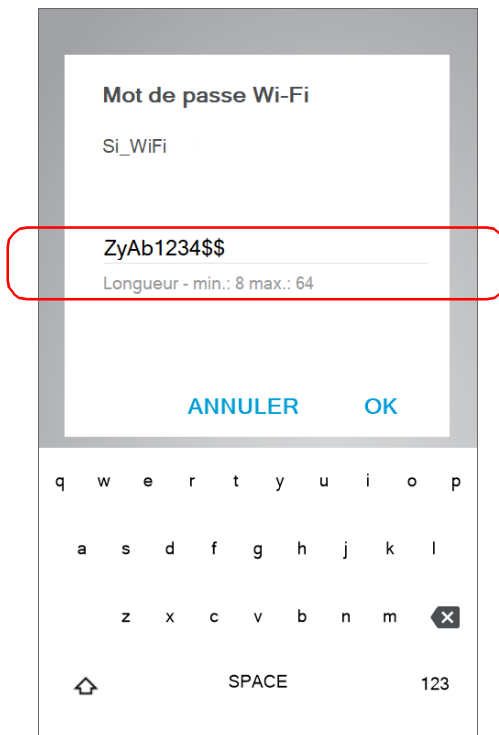 Mot de passe Wi-Fi
Si_WiFi
ZyAb1234$$
Longueur - min.: 8 max.: 64
ANNULER OK
q w e r t y u i o p
a s d f g h j k l
z x c v b n m
SPACE 123